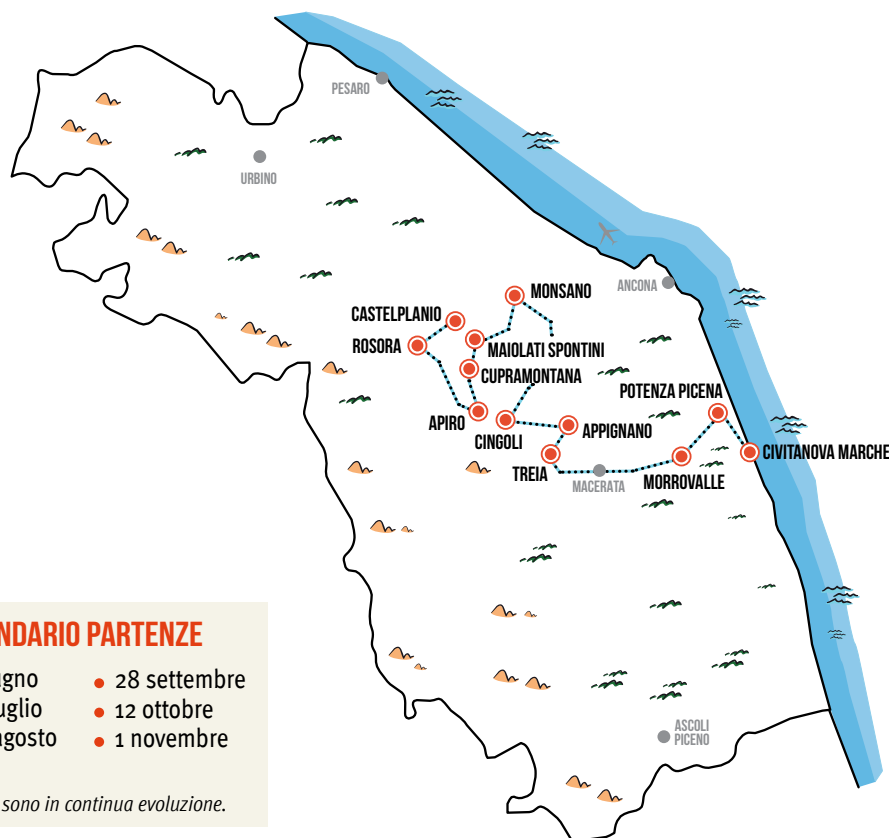 PESARO
URBINO
ANCONA
MONSANO
CASTELPLANIO
ROSORA
MAIOLATI SPONTINI
CUPRAMONTANA
POTENZA PICENA
APIRO
CINGOLI
APPIGNANO
CIVITANOVA MARCHE
TREIA
MACERATA
MORROVALLE
NDARIO PARTENZE
gno
28 settembre
uglio
12 ottobre
agosto
1 novembre
sono in continua evoluzione.
ASCOLI
PICENO